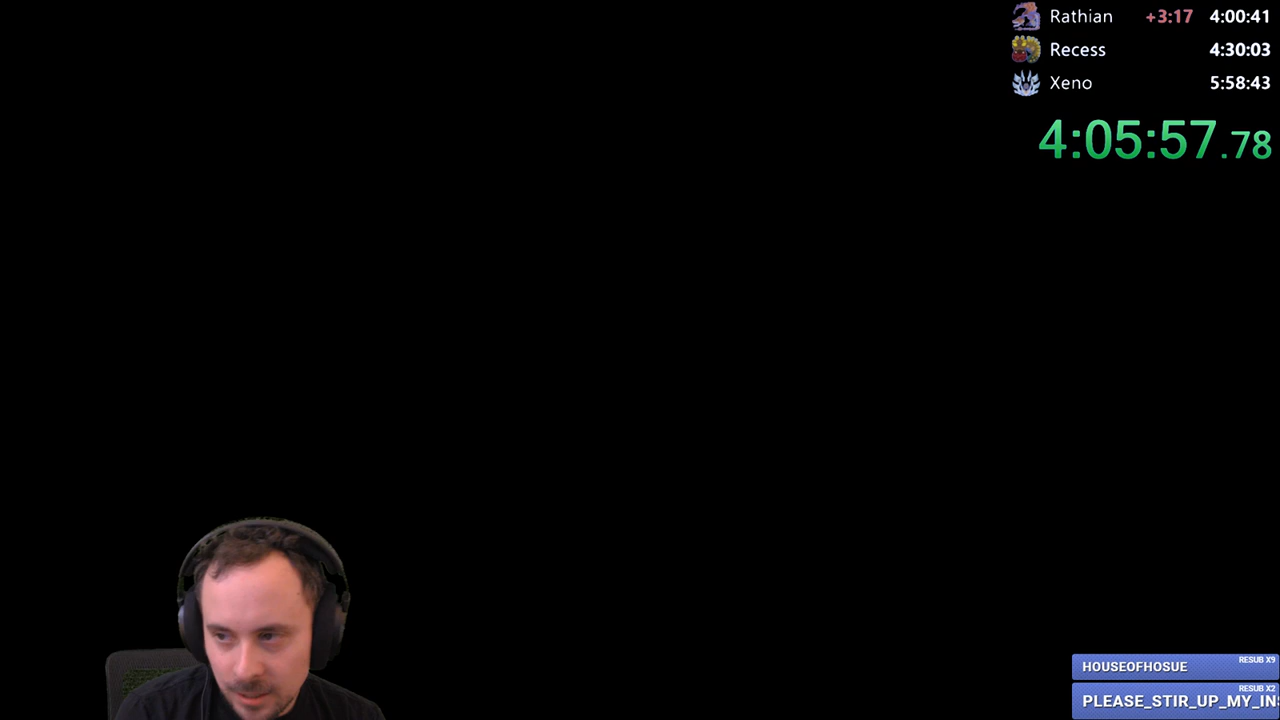 Rathian +3:17 4:00:41
Recess 4:30:03
Xeno 5:58:43
4:05:57.78
RESUB X9
HOUSEOFHOSUE
RESUB X2
PLEASE_STIR_UP_MY_IN